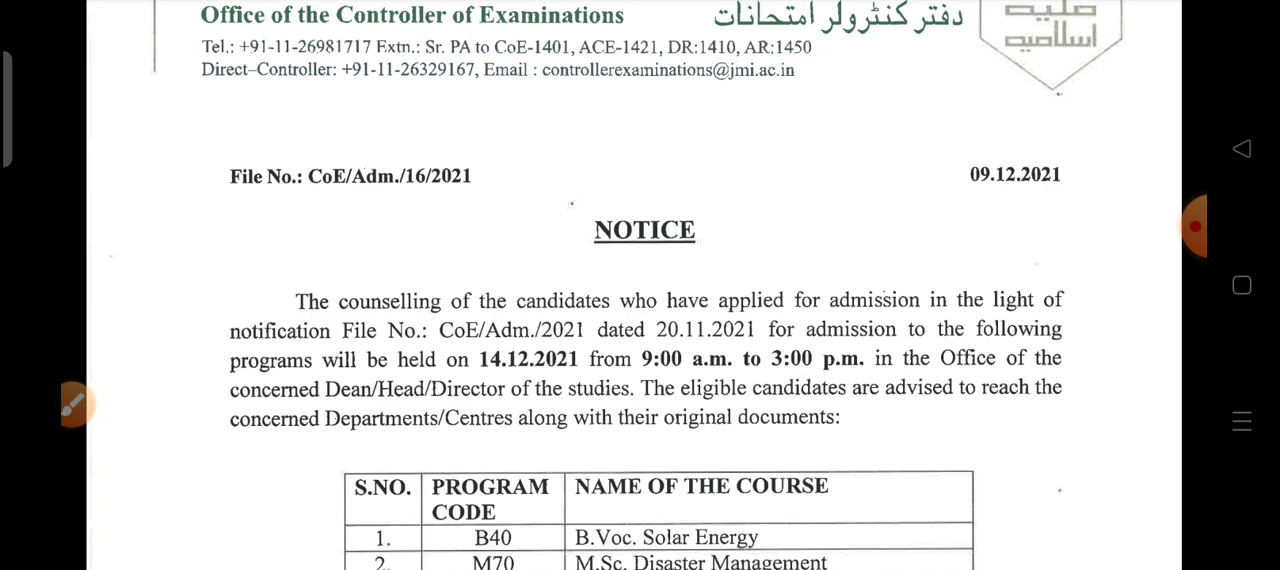 Office of the Controller of Examinations
دفتر کنٹرولر امتحانات
ملیہ
اسلامیہ
Tel.: +91-11-26981717 Extn.: Sr. PA to CoE-1401, ACE-1421, DR:1410, AR:1450
Direct–Controller: +91-11-26329167, Email : controllerexaminations@jmi.ac.in
File No.: CoE/Adm./16/2021
09.12.2021
NOTICE
The counselling of the candidates who have applied for admission in the light of
notification File No.: CoE/Adm./2021 dated 20.11.2021 for admission to the following
programs will be held on 14.12.2021 from 9:00 a.m. to 3:00 p.m. in the Office of the
concerned Dean/Head/Director of the studies. The eligible candidates are advised to reach the
concerned Departments/Centres along with their original documents:
S.NO. PROGRAM CODE NAME OF THE COURSE
1. B40 B.Voc. Solar Energy
2. M70 M.Sc. Disaster Management